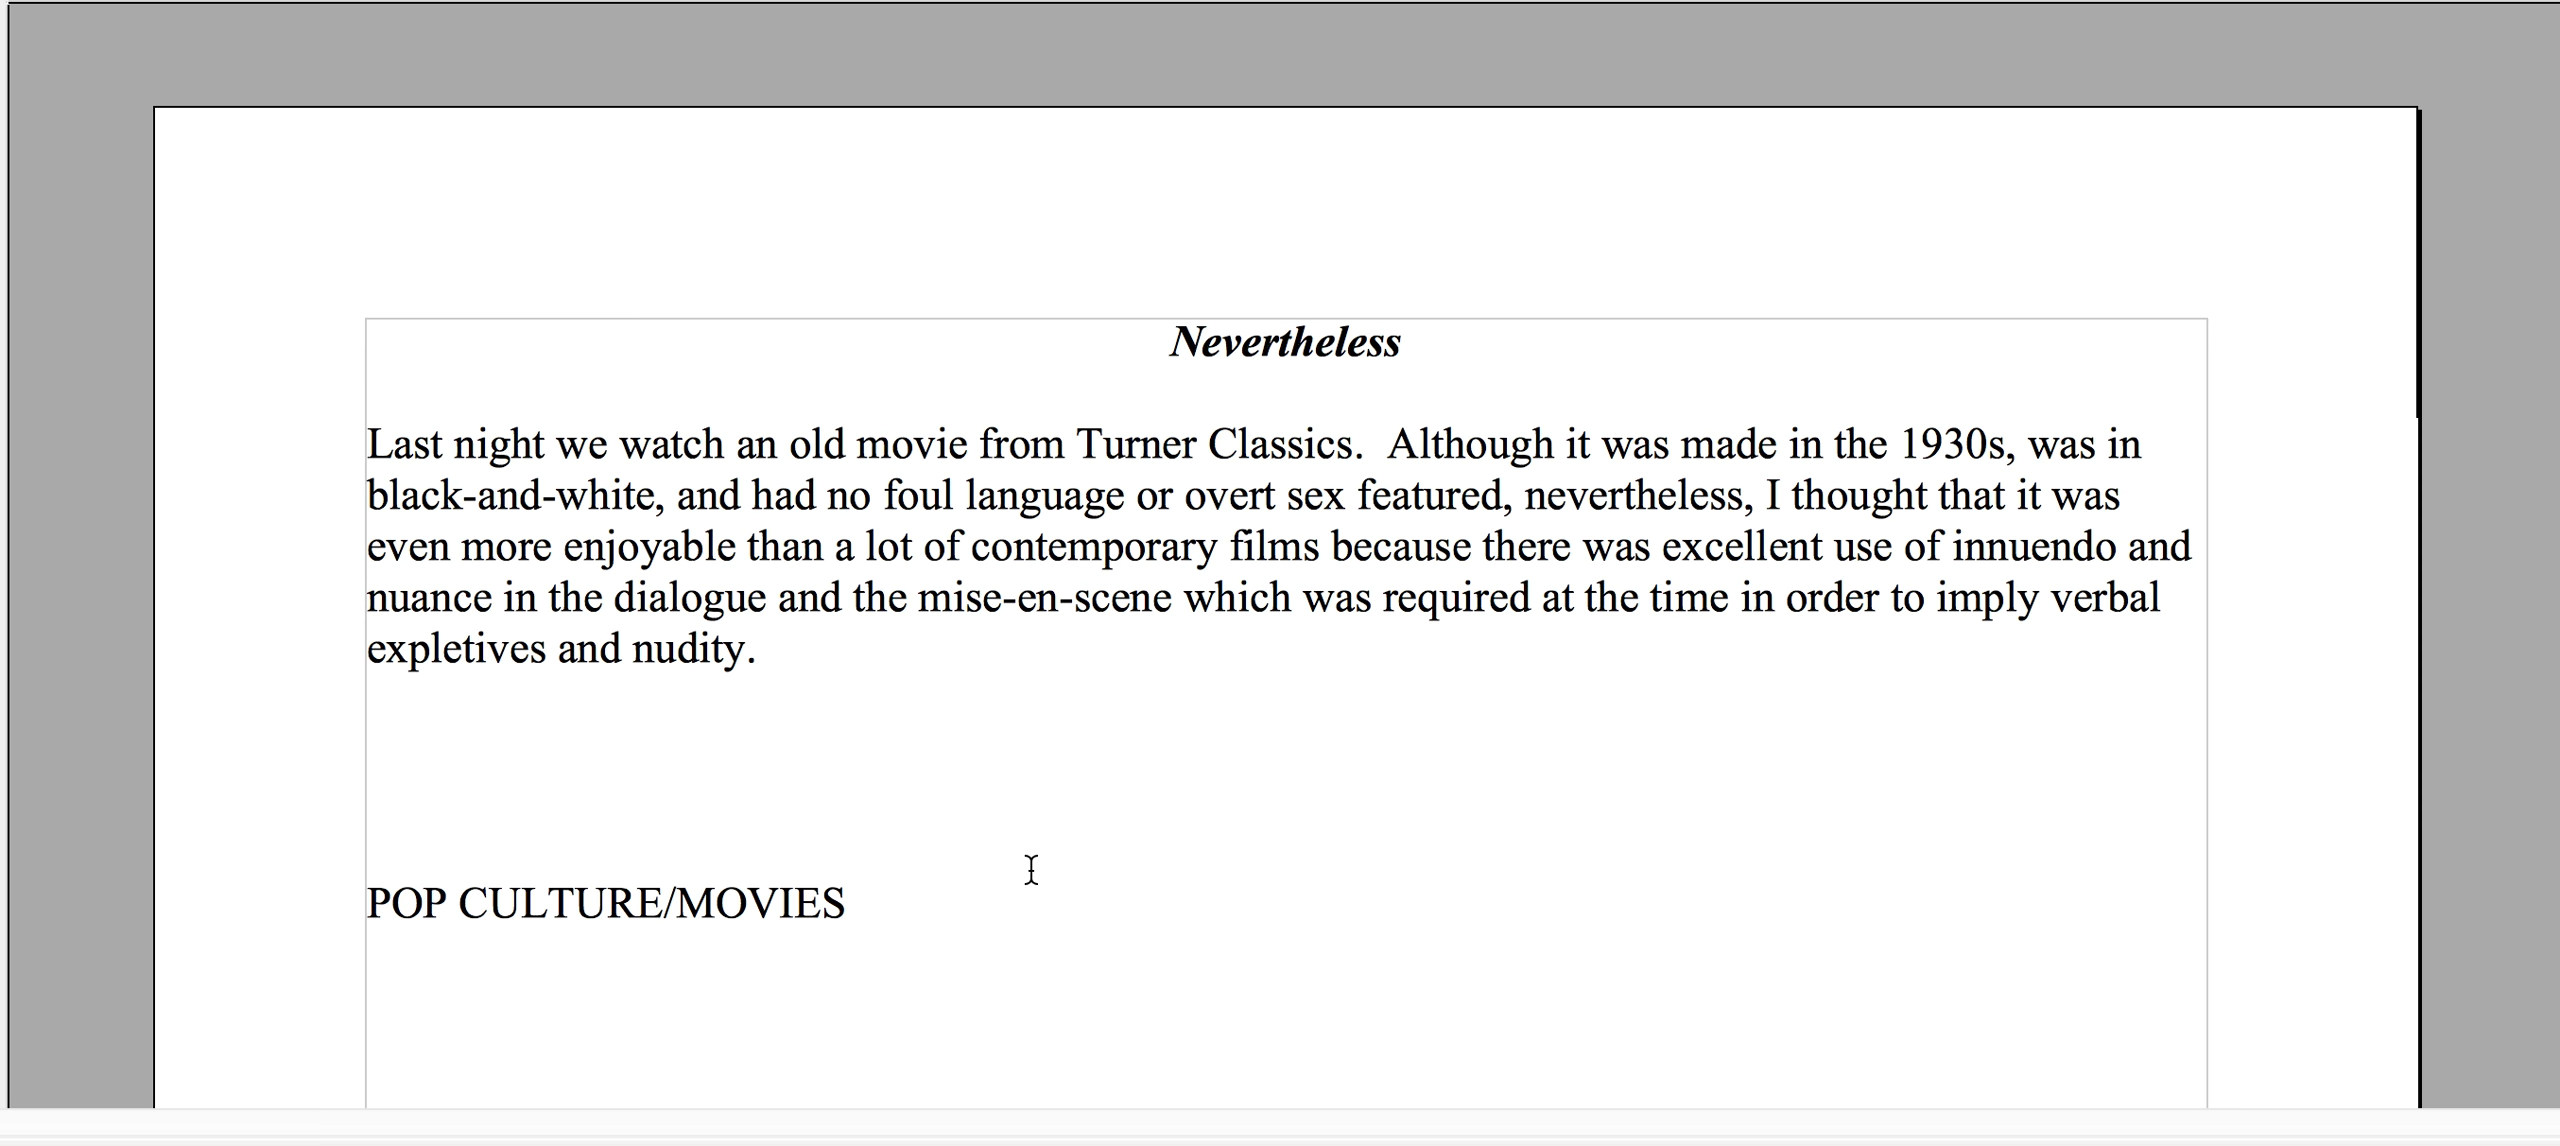 Nevertheless
Last night we watch an old movie from Turner Classics.  Although it was made in the 1930s, was in
black-and-white, and had no foul language or overt sex featured, nevertheless, I thought that it was
even more enjoyable than a lot of contemporary films because there was excellent use of innuendo and
nuance in the dialogue and the mise-en-scene which was required at the time in order to imply verbal
expletives and nudity.
POP CULTURE/MOVIES